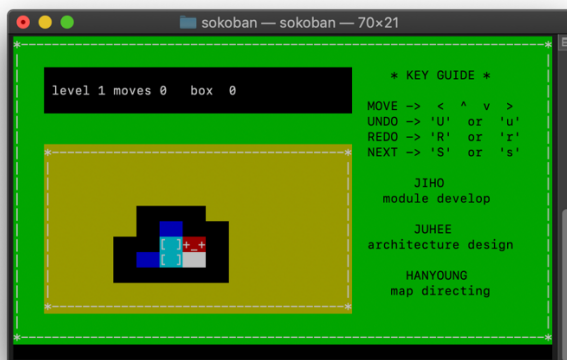 sokoban — sokoban — 70×21
level 1 moves 0 box 0
* KEY GUIDE *
MOVE -> < ^ v >
UNDO -> 'U' or 'u'
REDO -> 'R' or 'r'
NEXT -> 'S' or 's'
JIHO
module develop
JUHEE
architecture design
HANYOUNG
map directing
[ ]+_+
[ ]